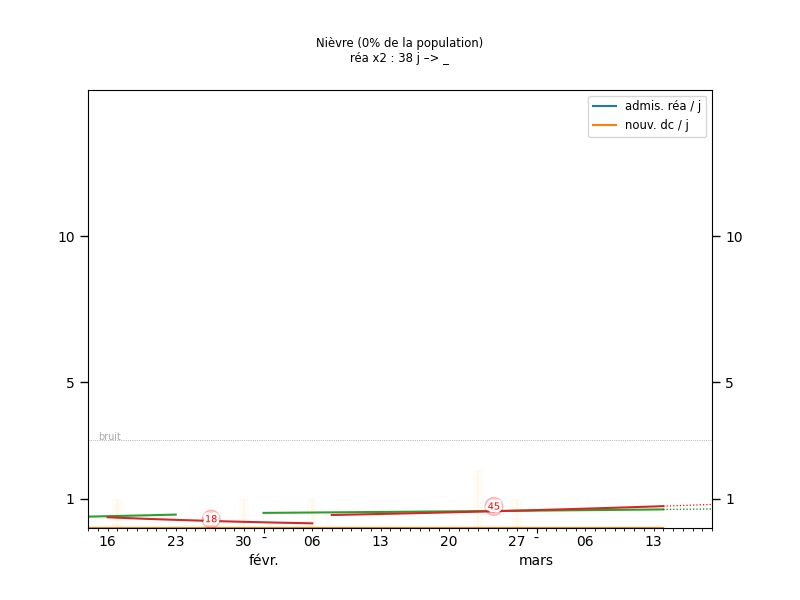 Nièvre (0% de la population)
réa x2 : 38 j –> _
admis. réa / j
nouv. dc / j
10
10
5
5
bruit
1
1
45
18
16
23
30
06
13
20
27
06
13
févr.
mars